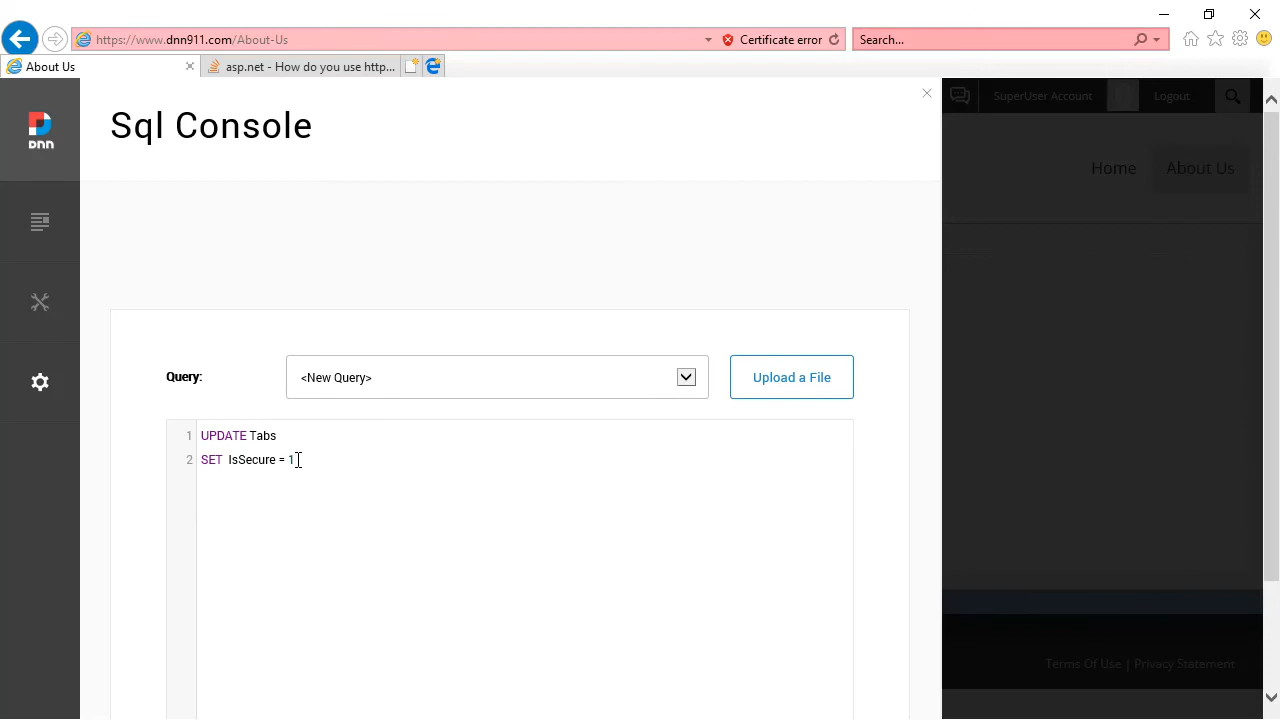 https://www.dnn911.com/About-Us
Certificate error
Search...
About Us
asp.net - How do you use http...
Sql Console
SuperUser Account
Logout
Dnn
Home
About Us
Query:
<New Query>
Upload a File
1 UPDATE Tabs
2 SET IsSecure = 1
Terms Of Use | Privacy Statement